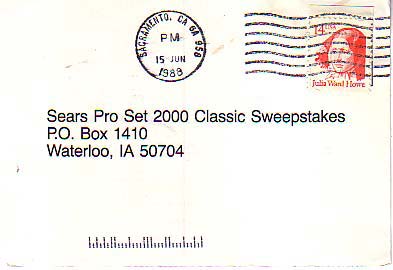 SACRAMENTO, CA GA 958
PM
15 JUN
1988
14
Julia Ward Howe
Sears Pro Set 2000 Classic Sweepstakes
P.O. Box 1410
Waterloo, IA 50704